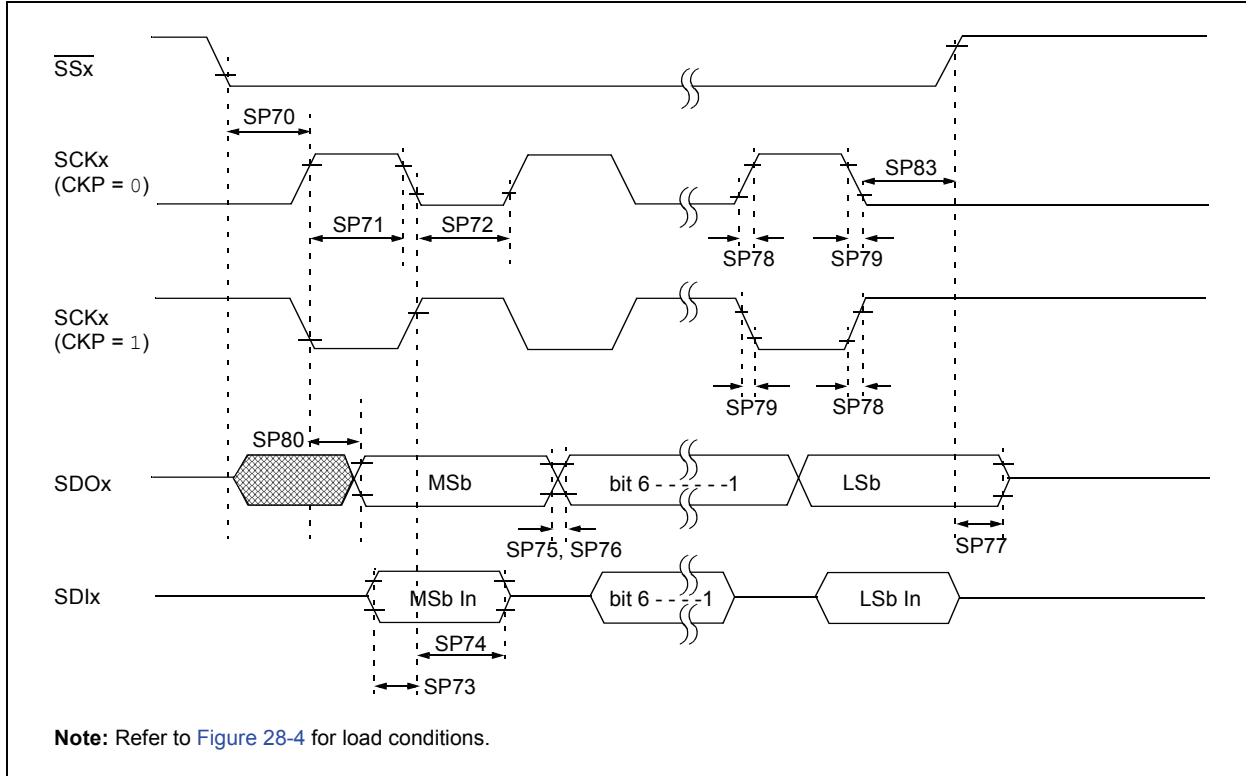 SSx
SP70
SCKx
(CKP = 0)
SP83
SP71
SP72
SP78
SP79
SCKx
(CKP = 1)
SP79
SP78
SP80
SDOx
MSb
bit 6 - - - - - -1
LSb
SP75, SP76
SP77
SDIx
MSb In
bit 6 - - - -1
LSb In
SP74
SP73
Note: Refer to Figure 28-4 for load conditions.